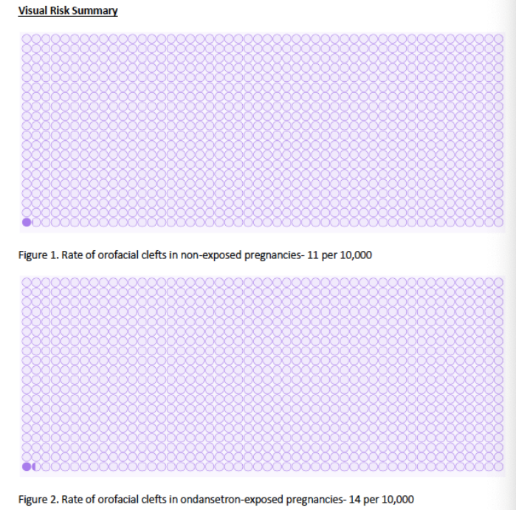 Visual Risk Summary
Figure 1. Rate of orofacial clefts in non-exposed pregnancies- 11 per 10,000
Figure 2. Rate of orofacial clefts in ondansetron-exposed pregnancies- 14 per 10,000